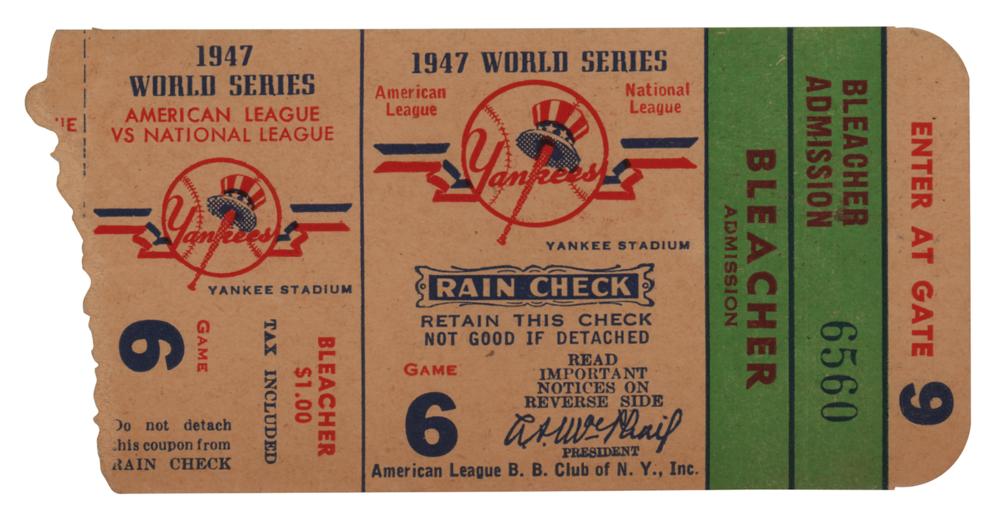 1947
WORLD SERIES
AMERICAN LEAGUE
VS NATIONAL LEAGUE
Yankees
YANKEE STADIUM
GAME
6
TAX INCLUDED
BLEACHER
$1.00
Do not detach
this coupon from
RAIN CHECK
1947 WORLD SERIES
American
League
National
League
Yankees
YANKEE STADIUM
RAIN CHECK
RETAIN THIS CHECK
NOT GOOD IF DETACHED
GAME
6
READ
IMPORTANT
NOTICES ON
REVERSE SIDE
PRESIDENT
American League B. B. Club of N. Y., Inc.
BLEACHER
ADMISSION
BLEACHER
ADMISSION
6560
ENTER AT GATE 9